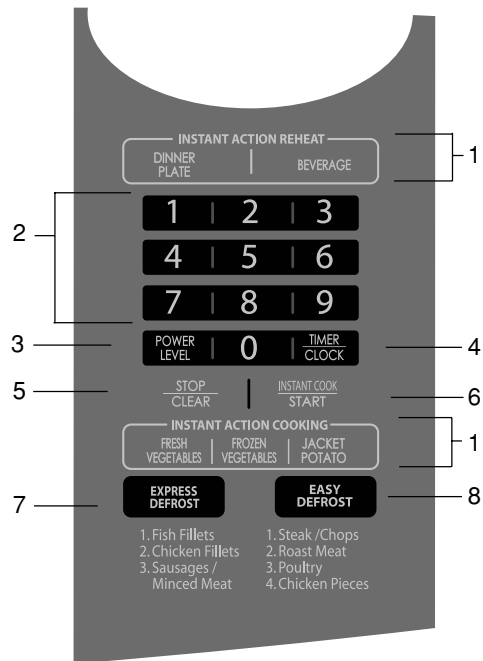 INSTANT ACTION REHEAT
DINNER
PLATE
BEVERAGE
1
2
1 2 3
4 5 6
7 8 9
3
POWER
LEVEL
0
TIMER
CLOCK
4
5
STOP
CLEAR
INSTANT COOK
START
6
INSTANT ACTION COOKING
FRESH
VEGETABLES
FROZEN
VEGETABLES
JACKET
POTATO
1
7
EXPRESS
DEFROST
EASY
DEFROST
8
1. Fish Fillets
2. Chicken Fillets
3. Sausages /
Minced Meat
1. Steak /Chops
2. Roast Meat
3. Poultry
4. Chicken Pieces